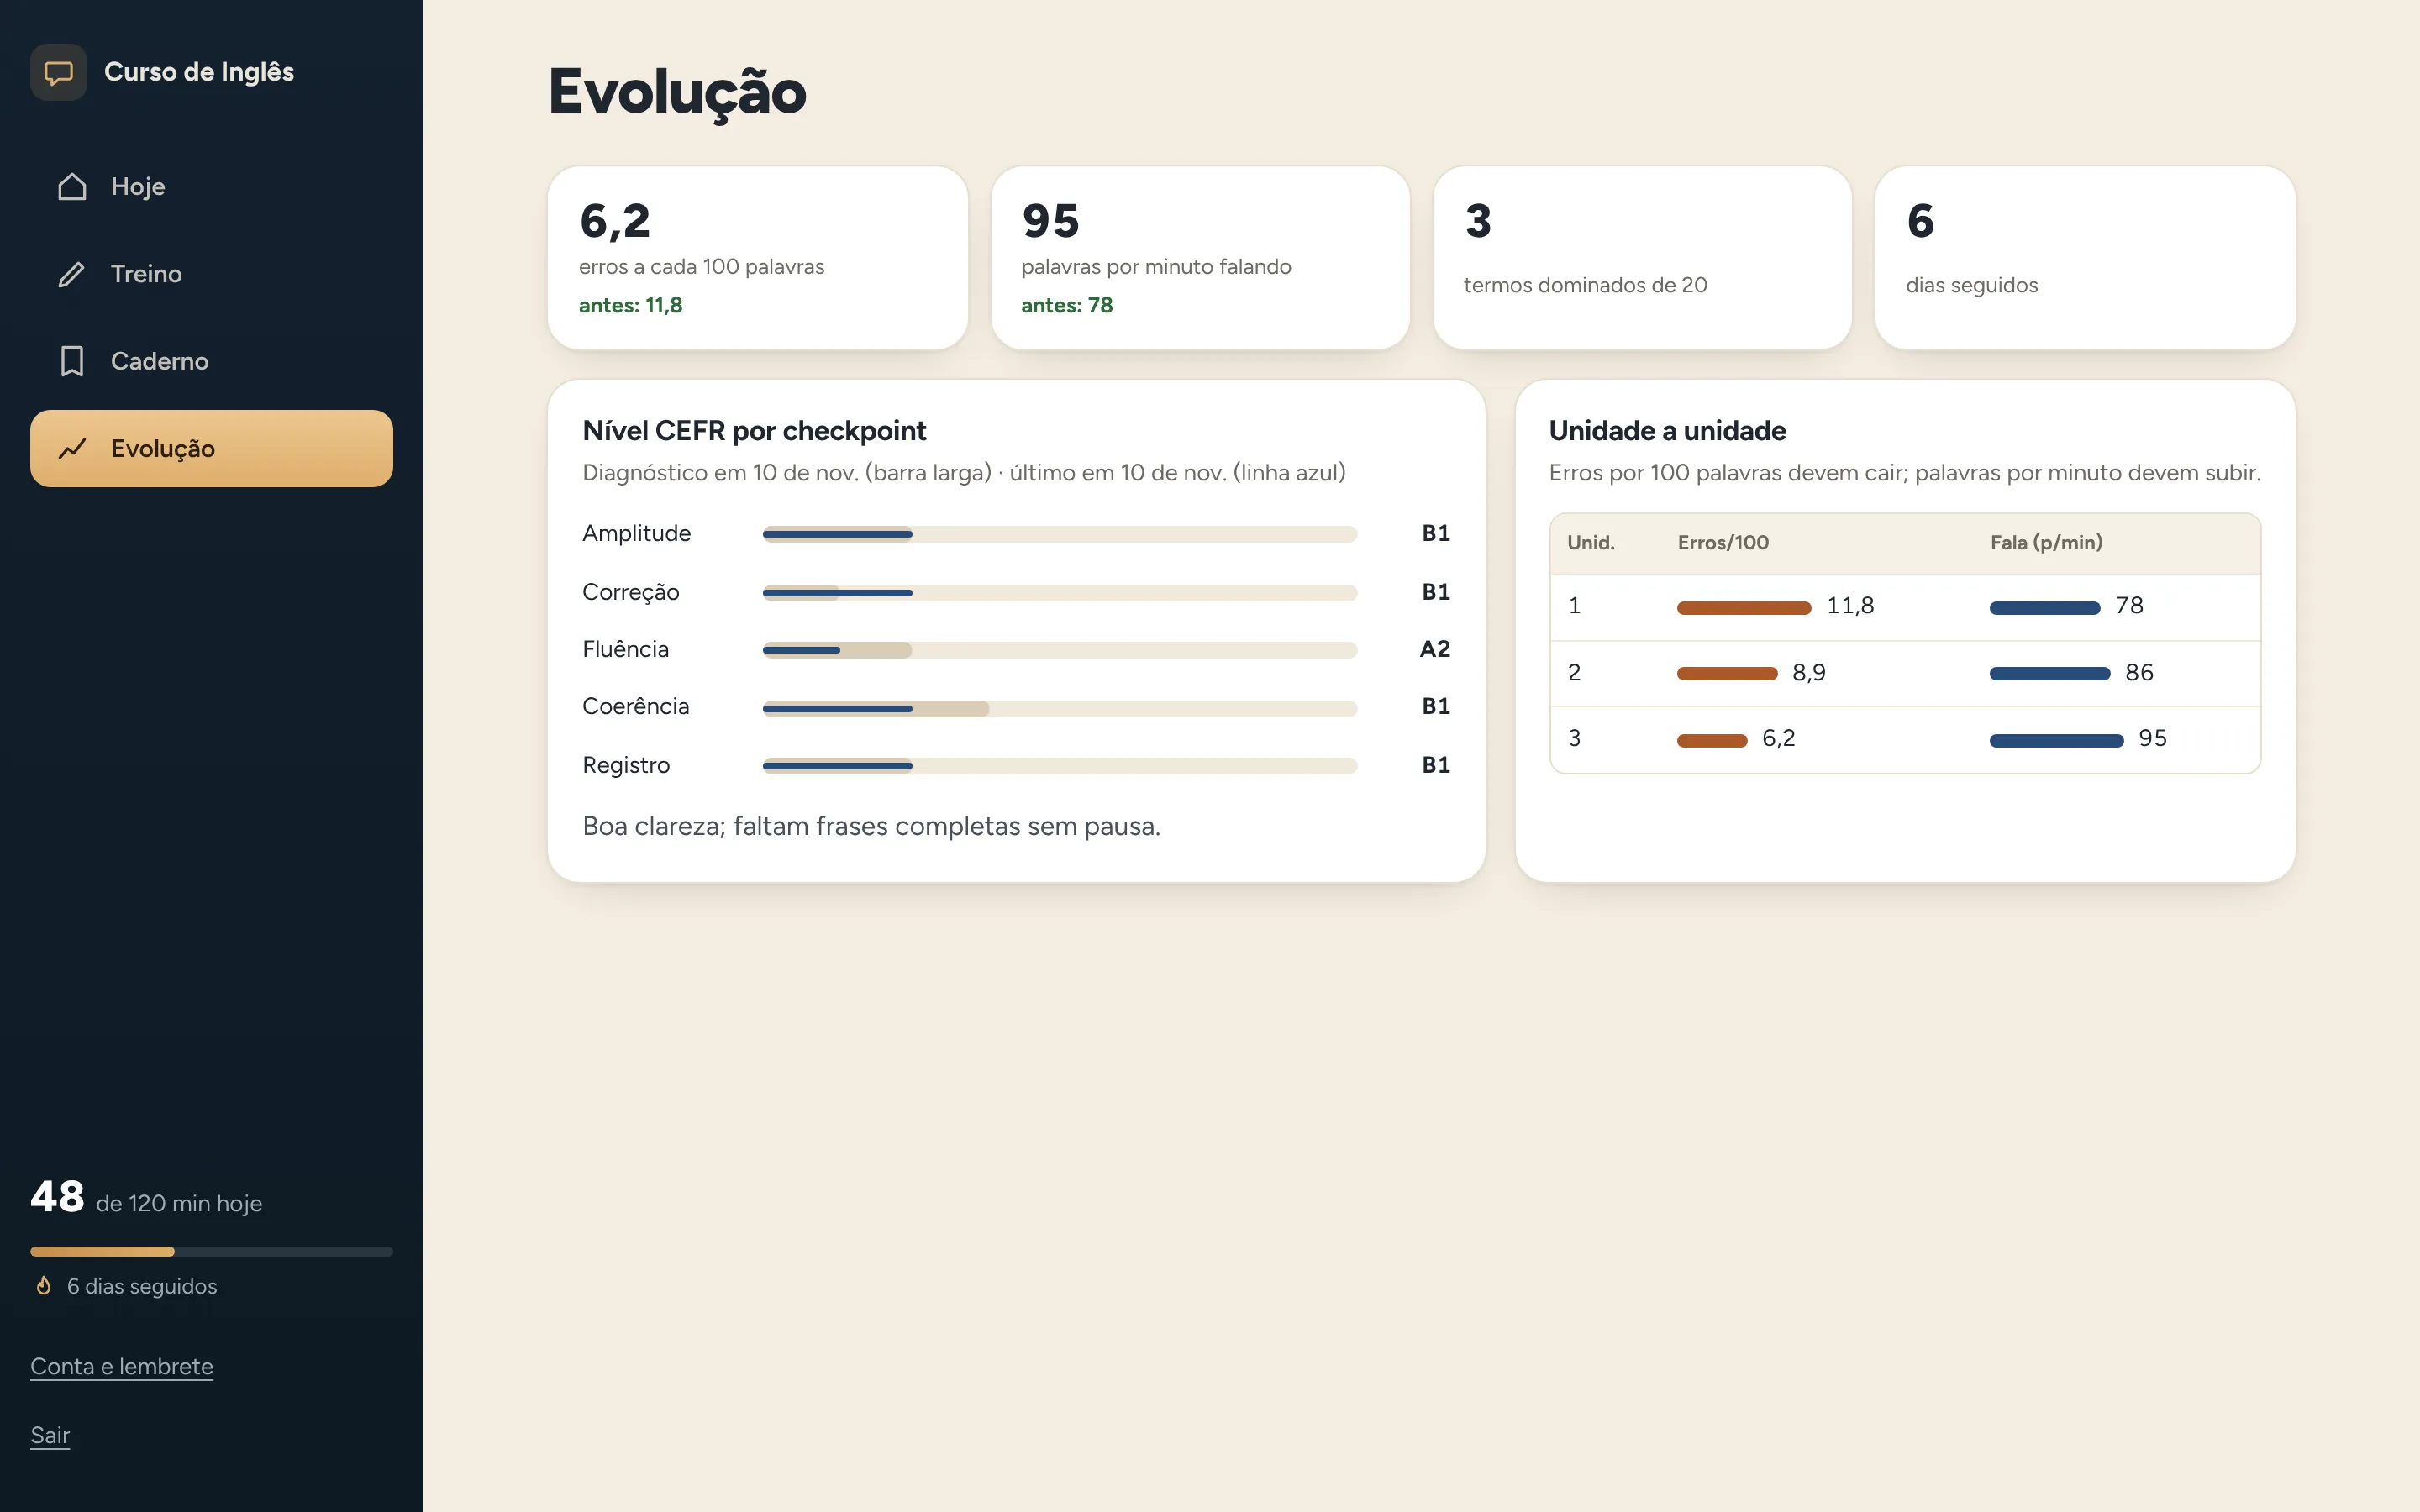 Curso de Inglês
Hoje
Treino
Caderno
Evolução
48 de 120 min hoje
6 dias seguidos
Conta e lembrete
Sair
Evolução
6,2
erros a cada 100 palavras
antes: 11,8
95
palavras por minuto falando
antes: 78
3
termos dominados de 20
6
dias seguidos
Nível CEFR por checkpoint
Diagnóstico em 10 de nov. (barra larga) · último em 10 de nov. (linha azul)
Amplitude B1
Correção B1
Fluência A2
Coerência B1
Registro B1
Boa clareza; faltam frases completas sem pausa.
Unidade a unidade
Erros por 100 palavras devem cair; palavras por minuto devem subir.
Unid. Erros/100 Fala (p/min)
1 11,8 78
2 8,9 86
3 6,2 95